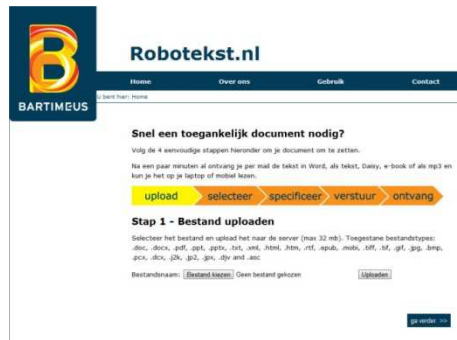 BARTIMEUS
Robotekst.nl
Home Over ons Gebruik Contact
U bent hier: Home
Snel een toegankelijk document nodig?
Volg de 4 eenvoudige stappen hieronder om je document om te zetten.
Na een paar minuten al ontvang je per mail de tekst in Word, als tekst, Daisy, e-book of als mp3 en
kun je het op je laptop of mobiel lezen.
upload selecteer specificeer verstuur ontvang
Stap 1 - Bestand uploaden
Selecteer het bestand en upload het naar de server (max 32 mb). Toegestane bestandstypes:
.doc, .docx, .pdf, .ppt, .pptx, .txt, .xml, .html, .htm, .rtf, .epub, .mobi, .tiff, .tif, .gif, .jpg, .bmp,
.pcx, .dcx, .j2k, .jp2, .jpx, .djv and .asc
Bestandsnaam: Bestand kiezen Geen bestand gekozen Uploaden
ga verder >>